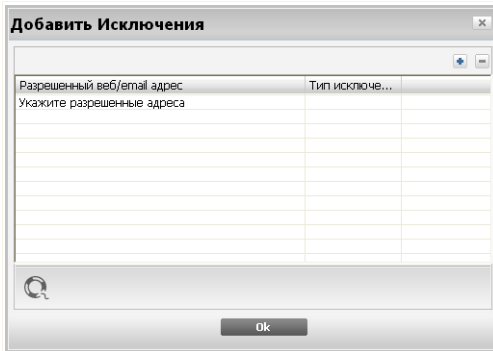 Добавить Исключения
Разрешенный веб/email адрес Тип исключе...
Укажите разрешенные адреса
Ok